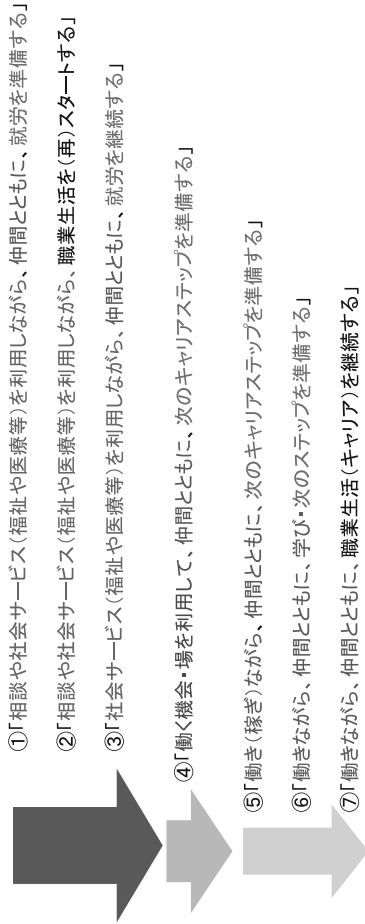 ①「相談や社会サービス(福祉や医療等)を利用しながら、仲間とともに、就労を準備する」
②「相談や社会サービス(福祉や医療等)を利用しながら、職業生活を(再)スタートする」
③「社会サービス(福祉や医療等)を利用しながら、仲間とともに、就労を継続する」
④「働く機会・場を利用して、仲間とともに、次のキャリアステップを準備する」
⑤「働き(稼ぎ)ながら、仲間とともに、次のキャリアステップを準備する」
⑥「働きながら、仲間とともに、学び・次のステップを準備する」
⑦「働きながら、仲間とともに、職業生活(キャリア)を継続する」